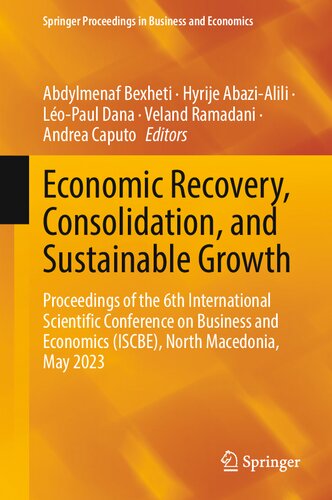 Springer Proceedings in Business and Economics
Abdylmenaf Bexheti · Hyrije Abazi-Alili ·
Léo-Paul Dana · Veland Ramadani ·
Andrea Caputo Editors
Economic Recovery,
Consolidation, and
Sustainable Growth
Proceedings of the 6th International
Scientific Conference on Business and
Economics (ISCBE), North Macedonia,
May 2023
Springer